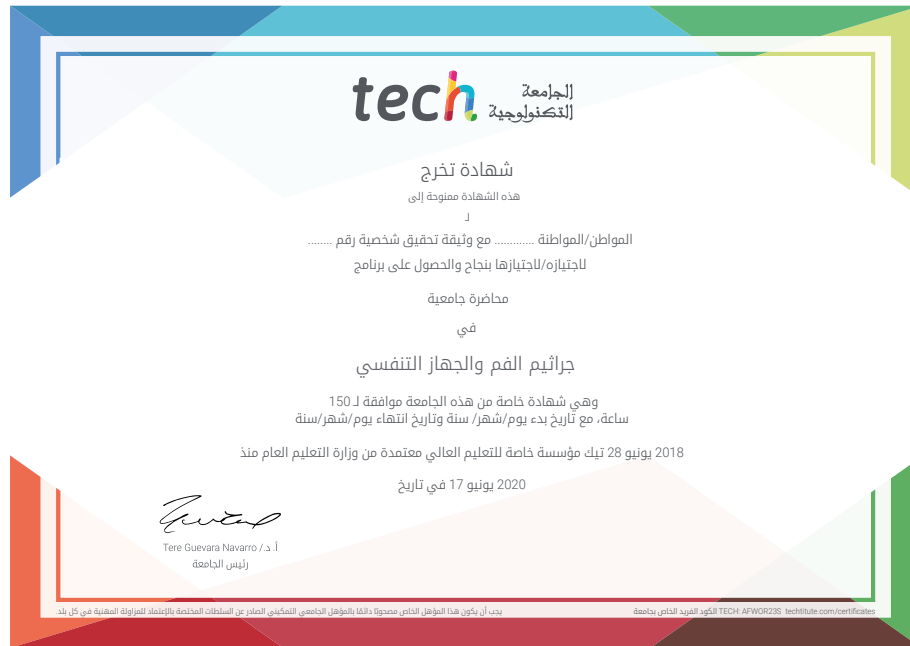 tech الجامعة
التكنولوجية
شهادة تخرج
هذه الشهادة ممنوحة إلى
لـ
المواطن/المواطنة ............ مع وثيقة تحقيق شخصية رقم ........
لاجتيازه/لاجتيازها بنجاح والحصول على برنامج
محاضرة جامعية
في
جراثيم الفم والجهاز التنفسي
وهي شهادة خاصة من هذه الجامعة موافقة لـ 150
ساعة، مع تاريخ بدء يوم/شهر/ سنة وتاريخ انتهاء يوم/شهر/سنة
تيك مؤسسة خاصة للتعليم العالي معتمدة من وزارة التعليم العام منذ 28 يونيو 2018
في تاريخ 17 يونيو 2020
أ. د./ Tere Guevara Navarro
رئيس الجامعة
يجب أن يكون هذا المؤهل الخاص مصحوبًا دائمًا بالمؤهل الجامعي التمكيني الصادر عن السلطات المختصة بالإعتماد للمزاولة المهنية في كل بلد.
الكود الفريد الخاص بجامعة TECH: AFWOR23S techtitute.com/certificates